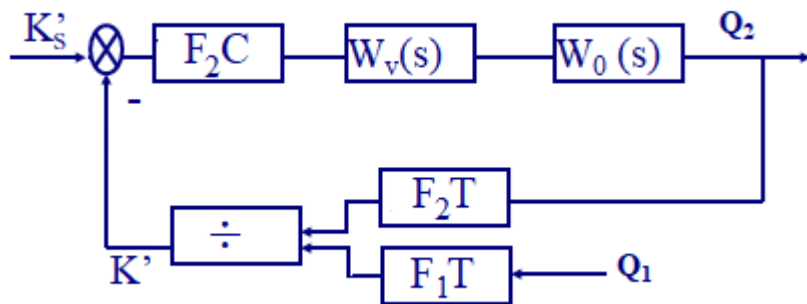 K'S
F2C
Wv(s)
W0 (s)
Q2
-
F2T
÷
K'
F1T
Q1